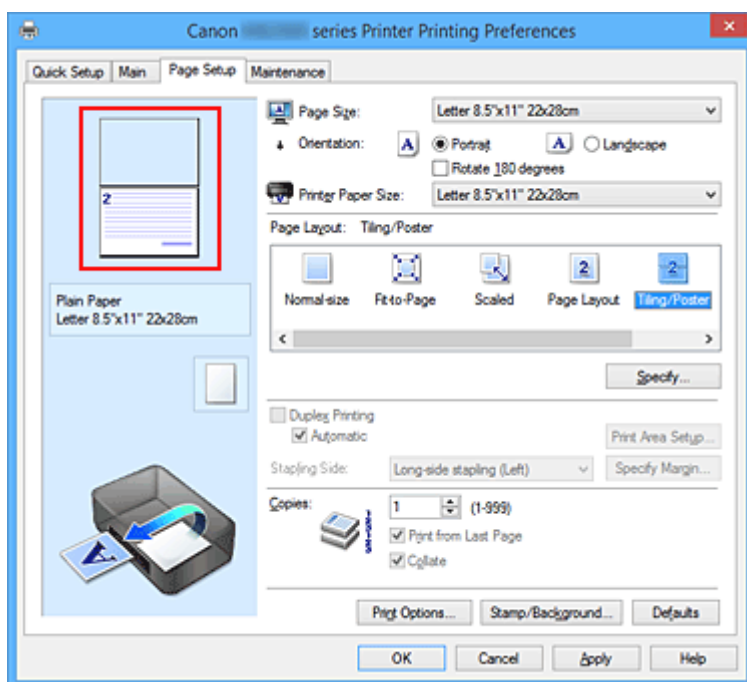 Canon series Printer Printing Preferences
Quick Setup Main Page Setup Maintenance
Page Size: Letter 8.5"x11" 22x28cm
Orientation: A Portrait A Landscape
Rotate 180 degrees
Printer Paper Size: Letter 8.5"x11" 22x28cm
Page Layout: Tiling/Poster
2
2 2
Normal-size Fit-to-Page Scaled Page Layout Tiling/Poster
Plain Paper
Letter 8.5"x11" 22x28cm
Specify...
Duplex Printing
Automatic
Print Area Setup...
Stapling Side: Long-side stapling (Left) Specify Margin...
Copies: 1 (1-999)
Print from Last Page
Collate
A
Print Options... Stamp/Background... Defaults
OK Cancel Apply Help